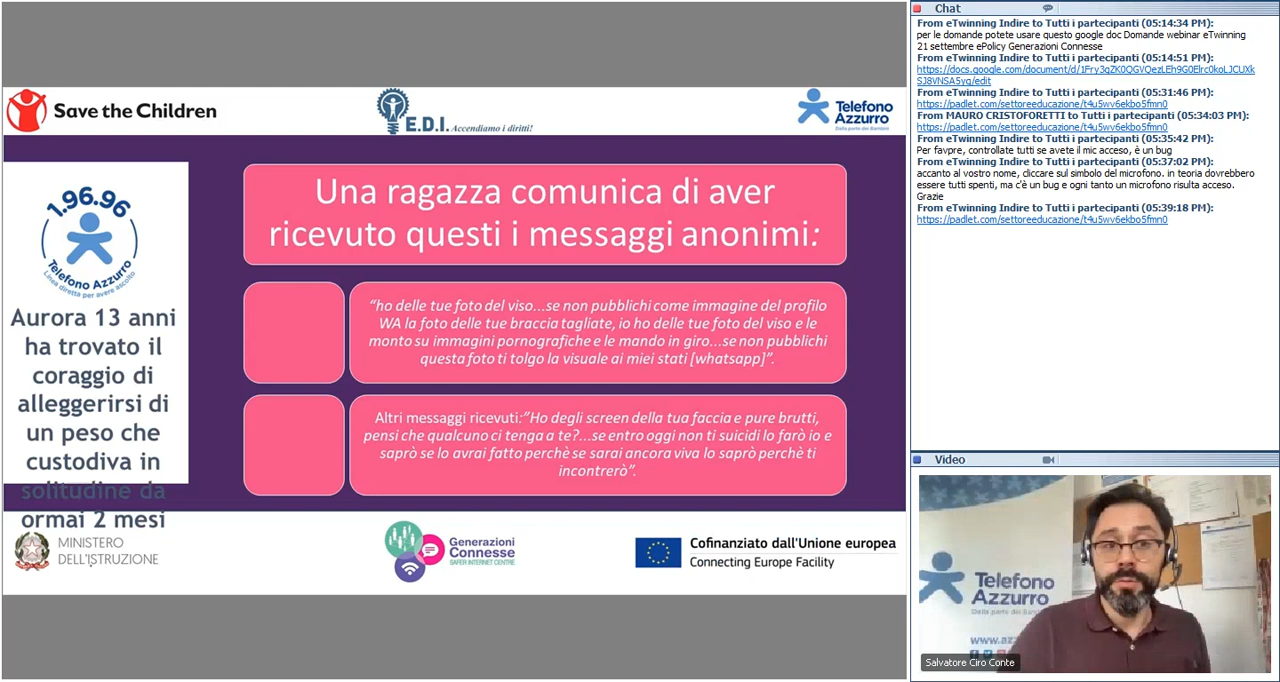 Save the Children
E.D.I. Accendiamo i diritti!
Telefono
Azzurro
Dalla parte dei Bambini
1.96.96
Telefono Azzurro
Linea diretta per avere ascolto
Aurora 13 anni
ha trovato il
coraggio di
alleggerirsi di
un peso che
custodiva in
solitudine da
ormai 2 mesi
Una ragazza comunica di aver
ricevuto questi i messaggi anonimi:
“ho delle tue foto del viso...se non pubblichi come immagine del profilo
WA la foto delle tue braccia tagliate, io ho delle tue foto del viso e le
monto su immagini pornografiche e le mando in giro...se non pubblichi
questa foto ti tolgo la visuale ai miei stati [whatsapp]”.
Altri messaggi ricevuti:”Ho degli screen della tua faccia e pure brutti,
pensi che qualcuno ci tenga a te?...se entro oggi non ti suicidi lo farò io e
saprò se lo avrai fatto perchè se sarai ancora viva lo saprò perchè ti
incontrerò”.
MINISTERO
DELL'ISTRUZIONE
Generazioni
Connesse
SAFER INTERNET CENTRE
Cofinanziato dall'Unione europea
Connecting Europe Facility
Chat
From eTwinning Indire to Tutti i partecipanti (05:14:34 PM):
per le domande potete usare questo google doc Domande webinar eTwinning
21 settembre ePolicy Generazioni Connesse
From eTwinning Indire to Tutti i partecipanti (05:14:51 PM):
https://docs.google.com/document/d/1Fry3qZK0QGVQezLEh9G0Elrc0koLJCUXk
SJ8VNSA5yg/edit
From eTwinning Indire to Tutti i partecipanti (05:31:46 PM):
https://padlet.com/settoreeducazione/t4u5wv6ekbo5fmn0
From MAURO CRISTOFORETTI to Tutti i partecipanti (05:34:03 PM):
https://padlet.com/settoreeducazione/t4u5wv6ekbo5fmn0
From eTwinning Indire to Tutti i partecipanti (05:35:42 PM):
Per favpre, controllate tutti se avete il mic acceso, è un bug
From eTwinning Indire to Tutti i partecipanti (05:37:02 PM):
accanto al vostro nome, cliccare sul simbolo del microfono. in teoria dovrebbero
essere tutti spenti, ma c'è un bug e ogni tanto un microfono risulta acceso.
Grazie
From eTwinning Indire to Tutti i partecipanti (05:39:18 PM):
https://padlet.com/settoreeducazione/t4u5wv6ekbo5fmn0
Video
Telefono
Azzurro
Dalla parte dei
www.az
Salvatore Ciro Conte